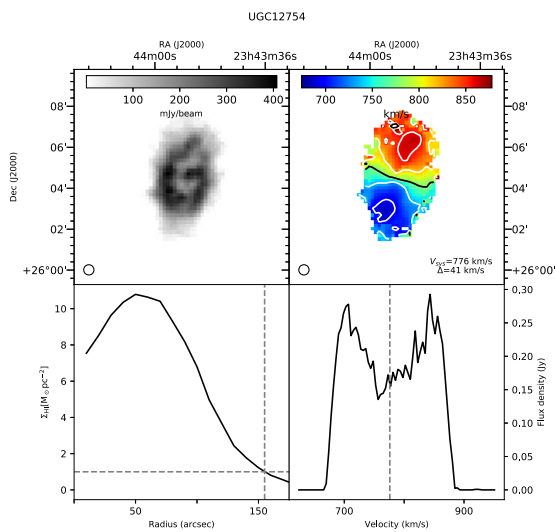 UGC12754
RA (J2000)
44m00s 23h43m36s
RA (J2000)
44m00s 23h43m36s
100 200 300 400
mJy/beam
700 750 800 850
km/s
Dec (J2000)
08'
06'
04'
02'
+26°00'
08'
06'
04'
02'
+26°00'
V_sys=776 km/s
Δ=41 km/s
Σ_HI[M_⊙pc⁻²]
10
8
6
4
2
0
50 150
Radius (arcsec)
0.30
0.25
0.20
0.15
0.10
0.05
0.00
Flux density (Jy)
700 900
Velocity (km/s)